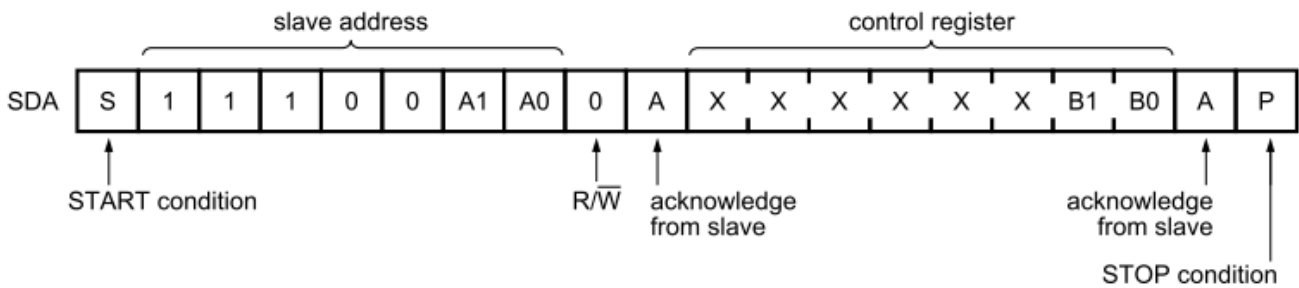 slave address control register
SDA S 1 1 1 0 0 A1 A0 0 A X X X X X X B1 B0 A P
START condition R/W̅ acknowledge from slave acknowledge from slave
STOP condition